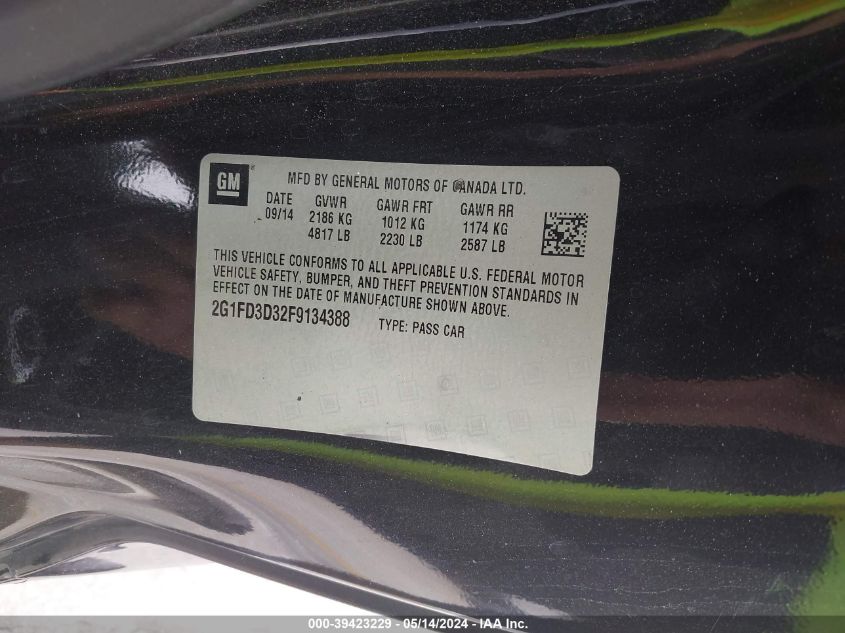 GM
MFD BY GENERAL MOTORS OF CANADA LTD.
DATE GVWR GAWR FRT GAWR RR
09/14 2186 KG 1012 KG 1174 KG
4817 LB 2230 LB 2587 LB
THIS VEHICLE CONFORMS TO ALL APPLICABLE U.S. FEDERAL MOTOR
VEHICLE SAFETY, BUMPER, AND THEFT PREVENTION STANDARDS IN
EFFECT ON THE DATE OF MANUFACTURE SHOWN ABOVE.
2G1FD3D32F9134388 TYPE: PASS CAR
000-39423229 - 05/14/2024 - IAA Inc.